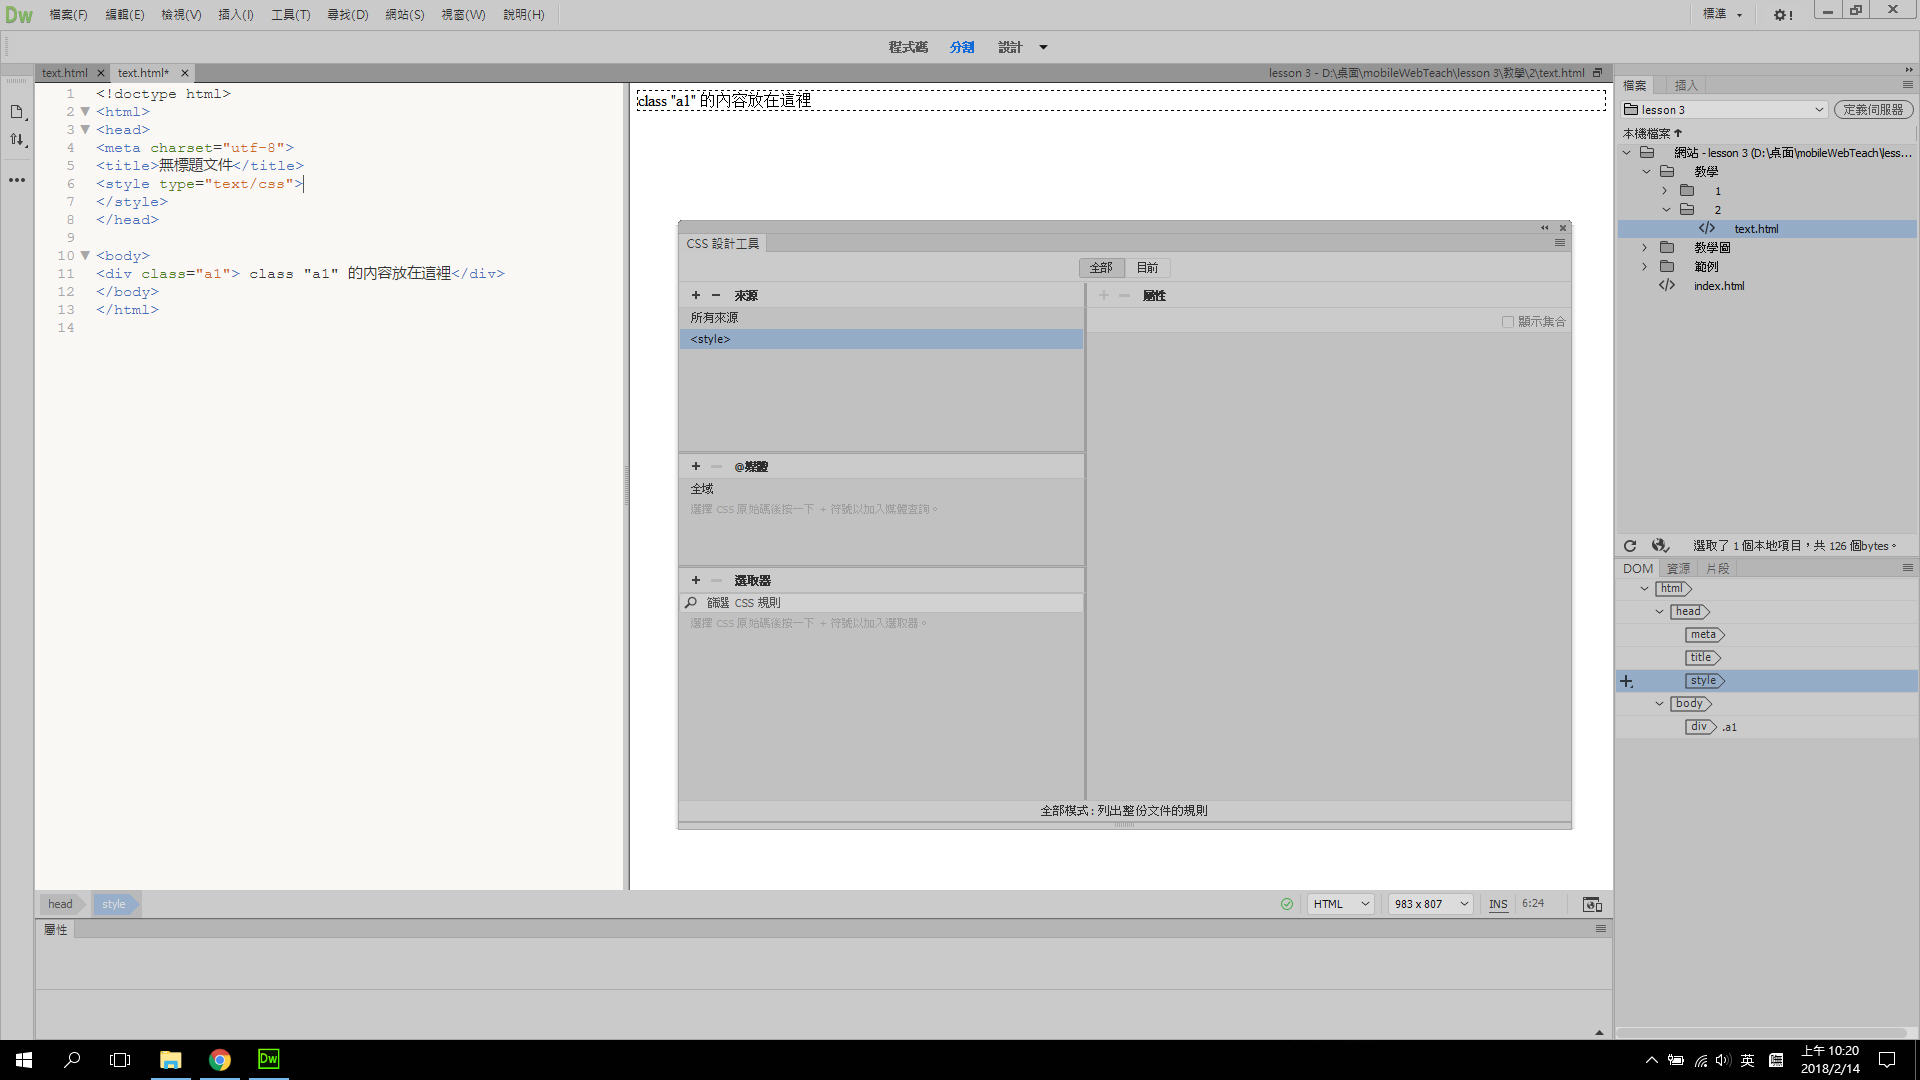 Dw 檔案(F) 編輯(E) 檢視(V) 插入(I) 工具(T) 尋找(D) 網站(S) 視窗(W) 說明(H) 標準
程式碼 分割 設計
text.html text.html* lesson 3 - D:\桌面\mobileWebTeach\lesson 3\教學\2\text.html
1 <!doctype html>
2 <html>
3 <head>
4 <meta charset="utf-8">
5 <title>無標題文件</title>
6 <style type="text/css">
7 </style>
8 </head>
9
10 <body>
11 <div class="a1"> class "a1" 的內容放在這裡</div>
12 </body>
13 </html>
14
class "a1" 的內容放在這裡
CSS 設計工具
全部 目前
來源
所有來源
<style>
@媒體
全域
選擇 CSS 原始碼後按一下 + 符號以加入媒體查詢。
選取器
篩選 CSS 規則
選擇 CSS 原始碼後按一下 + 符號以加入選取器。
屬性
顯示集合
全部模式:列出整份文件的規則
head style
HTML 983 x 807 INS 6:24
屬性
檔案 插入
lesson 3 定義伺服器
本機檔案
網站 - lesson 3 (D:\桌面\mobileWebTeach\less...
教學
1
2
text.html
教學圖
範例
index.html
選取了 1 個本地項目,共 126 個bytes。
DOM 資源 片段
html
head
meta
title
style
body
div .a1
Dw
英
上午 10:20
2018/2/14